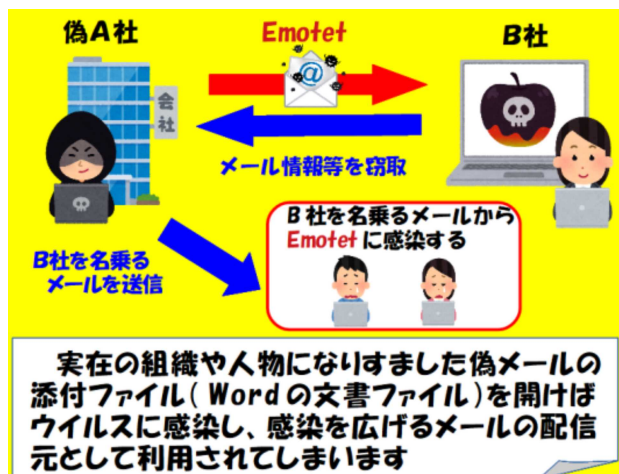 偽A社
Emotet
B社
会社
メール情報等を窃取
B社を名乗るメールから
Emotetに感染する
B社を名乗る
メールを送信
実在の組織や人物になりすました偽メールの
添付ファイル(Wordの文書ファイル)を開けば
ウイルスに感染し、感染を広げるメールの配信
元として利用されてしまいます